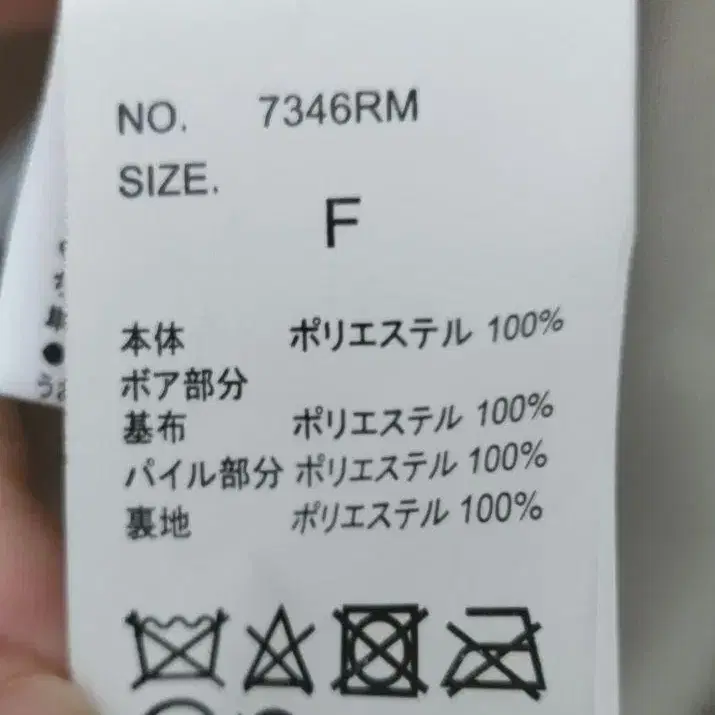 NO. 7346RM
SIZE.
F
本体 ポリエステル 100%
ボア部分
基布 ポリエステル 100%
パイル部分 ポリエステル 100%
裏地 ポリエステル 100%